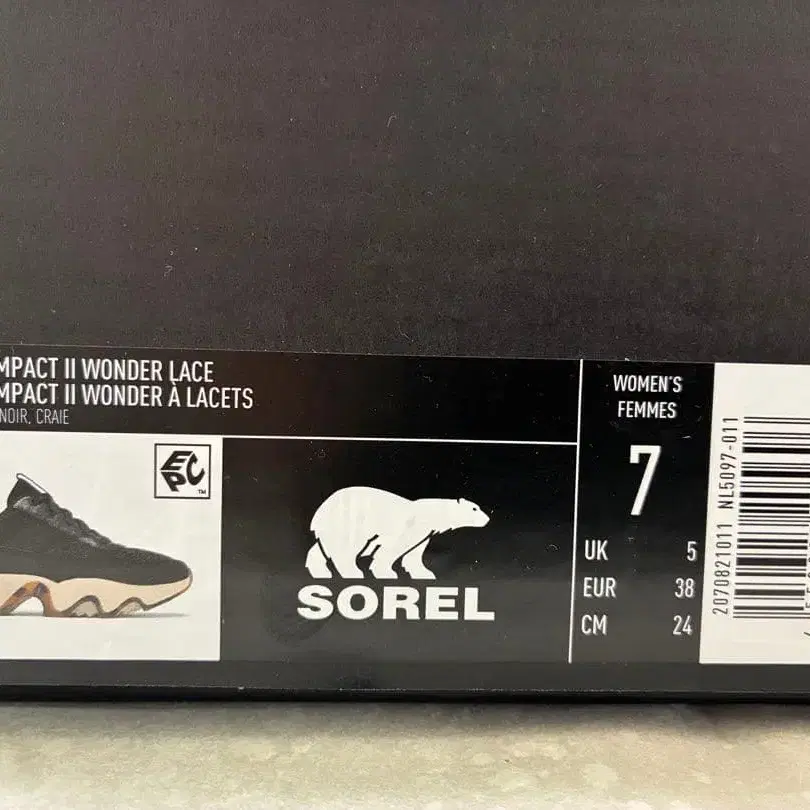 MPACT II WONDER LACE
MPACT II WONDER À LACETS
NOIR, CRAIE
EPC™
SOREL
WOMEN'S
FEMMES
7
UK 5
EUR 38
CM 24
2070821011 NL5097-011